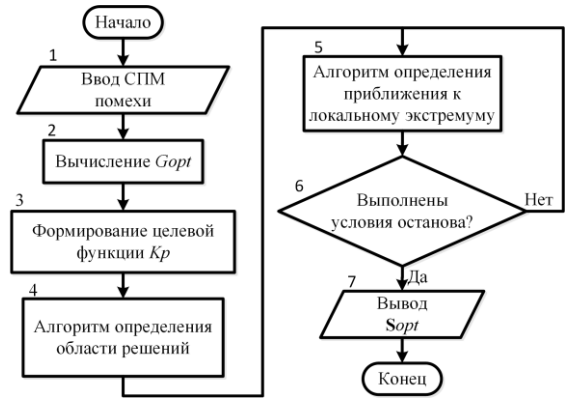 Начало
1
Ввод СПМ
помехи
2
Вычисление Gopt
3
Формирование целевой
функции Kp
4
Алгоритм определения
области решений
5
Алгоритм определения
приближения к
локальному экстремуму
6
Выполнены
условия останова?
Нет
Да
7
Вывод
Sopt
Конец